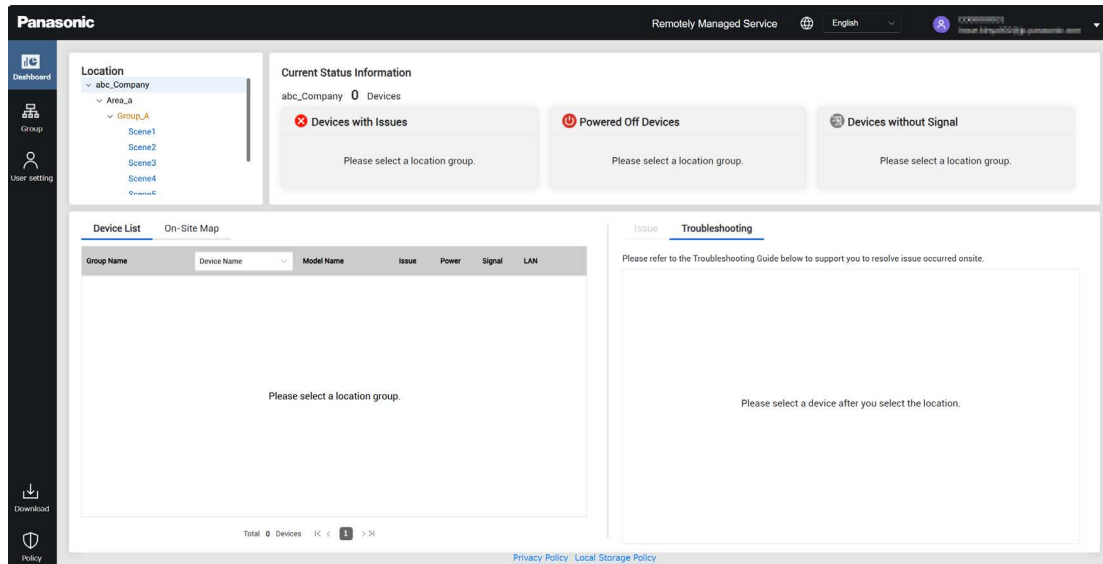 Panasonic
Remotely Managed Service
English
Dashboard
Group
User setting
Download
Policy
Location
abc_Company
Area_a
Group_A
Scene1
Scene2
Scene3
Scene4
Scene5
Current Status Information
abc_Company 0 Devices
Devices with Issues
Please select a location group.
Powered Off Devices
Please select a location group.
Devices without Signal
Please select a location group.
Device List On-Site Map
Group Name Device Name Model Name Issue Power Signal LAN
Please select a location group.
Total 0 Devices 1
Issue Troubleshooting
Please refer to the Troubleshooting Guide below to support you to resolve issue occurred onsite.
Please select a device after you select the location.
Privacy Policy Local Storage Policy